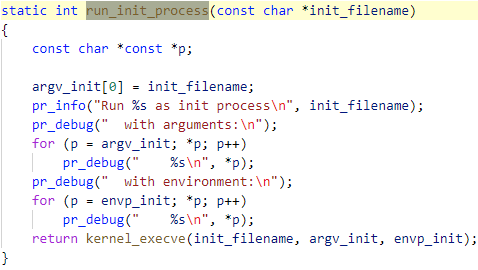 static int run_init_process(const char *init_filename)
{
    const char *const *p;

    argv_init[0] = init_filename;
    pr_info("Run %s as init process\n", init_filename);
    pr_debug("  with arguments:\n");
    for (p = argv_init; *p; p++)
        pr_debug("    %s\n", *p);
    pr_debug("  with environment:\n");
    for (p = envp_init; *p; p++)
        pr_debug("    %s\n", *p);
    return kernel_execve(init_filename, argv_init, envp_init);
}